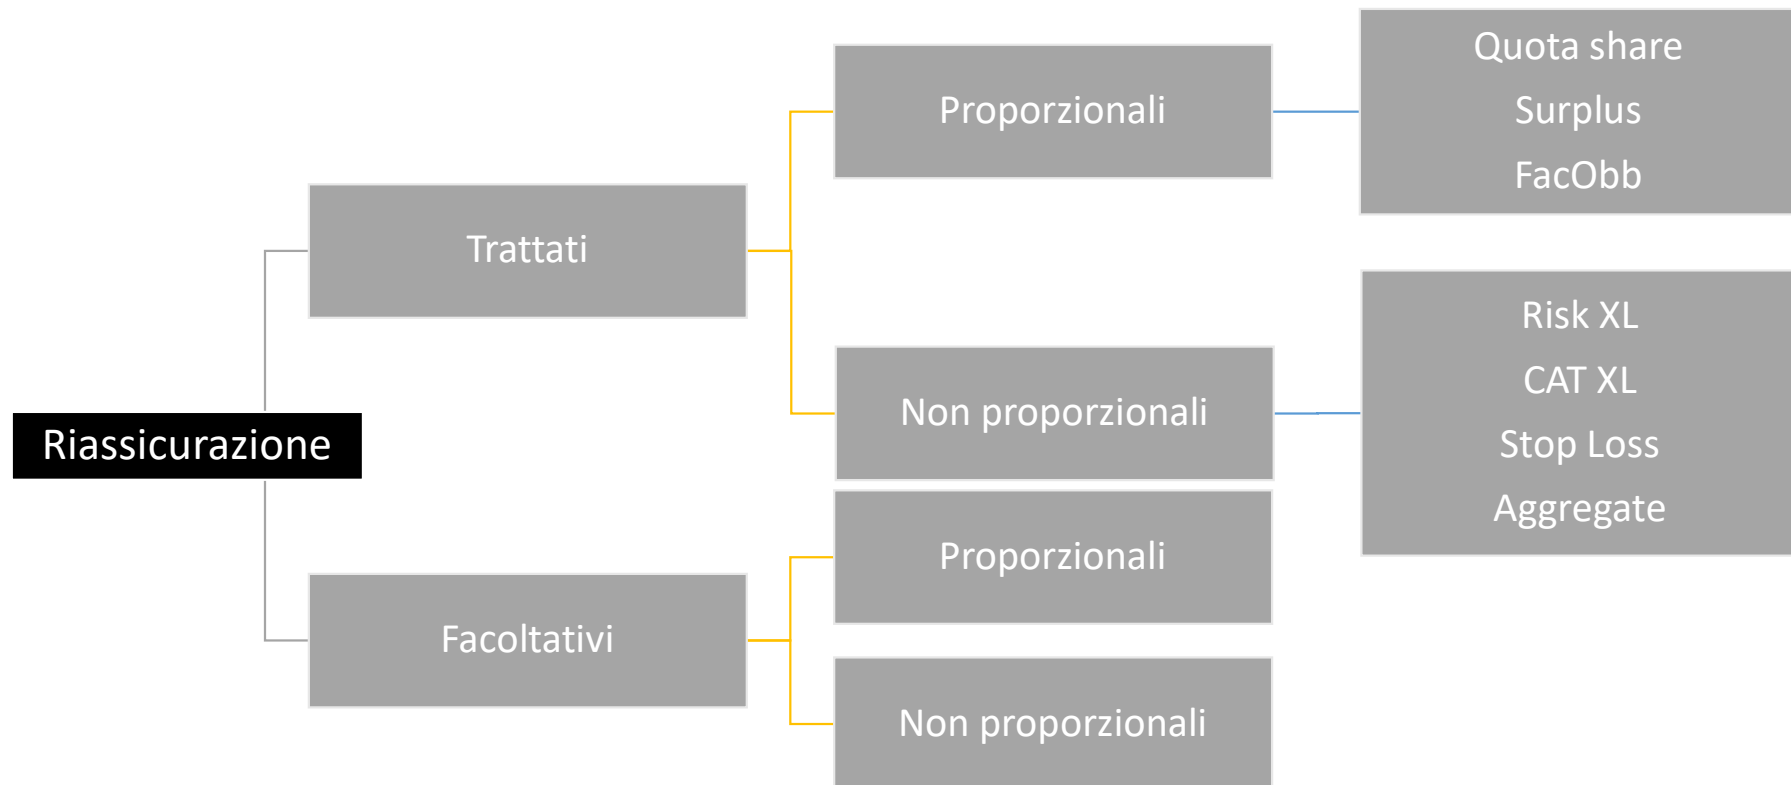 Riassicurazione
Trattati
Proporzionali
Quota share
Surplus
FacObb
Non proporzionali
Risk XL
CAT XL
Stop Loss
Aggregate
Facoltativi
Proporzionali
Non proporzionali